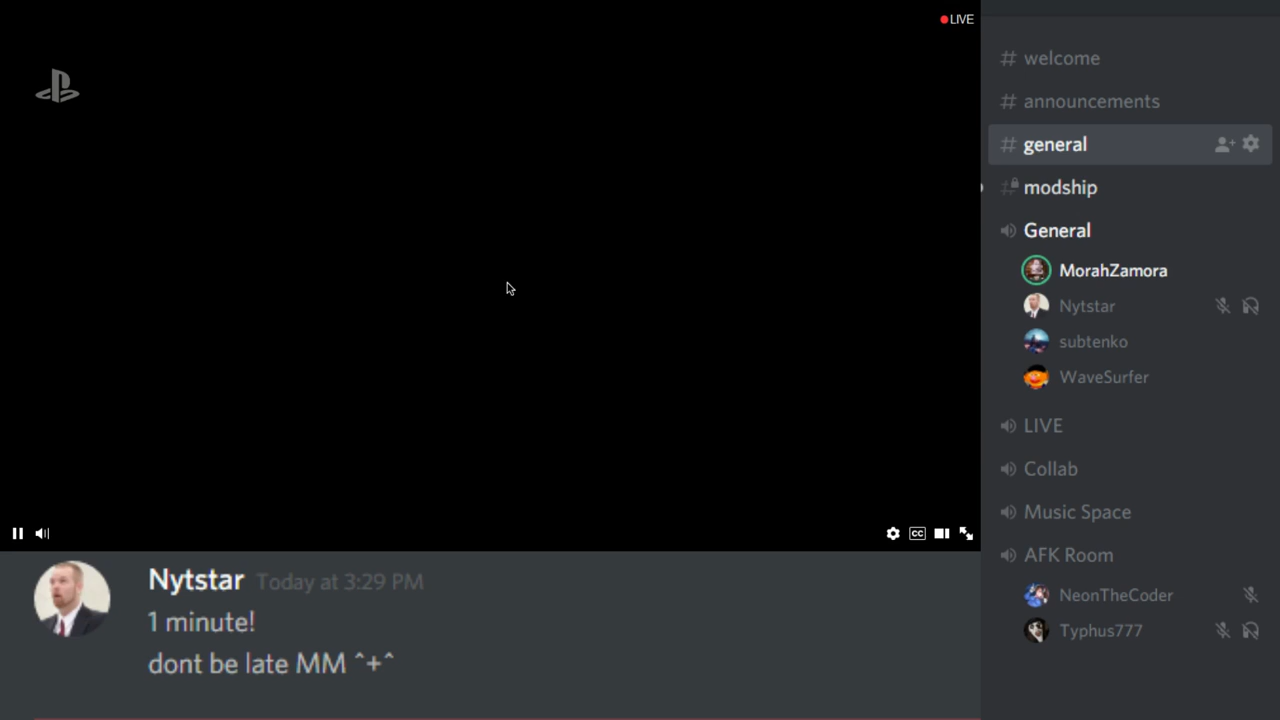 LIVE
# welcome
# announcements
# general
# modship
General
MorahZamora
Nytstar
subtenko
WaveSurfer
LIVE
Collab
Music Space
AFK Room
NeonTheCoder
Typhus777
CC
Nytstar Today at 3:29 PM
1 minute!
dont be late MM ^+^